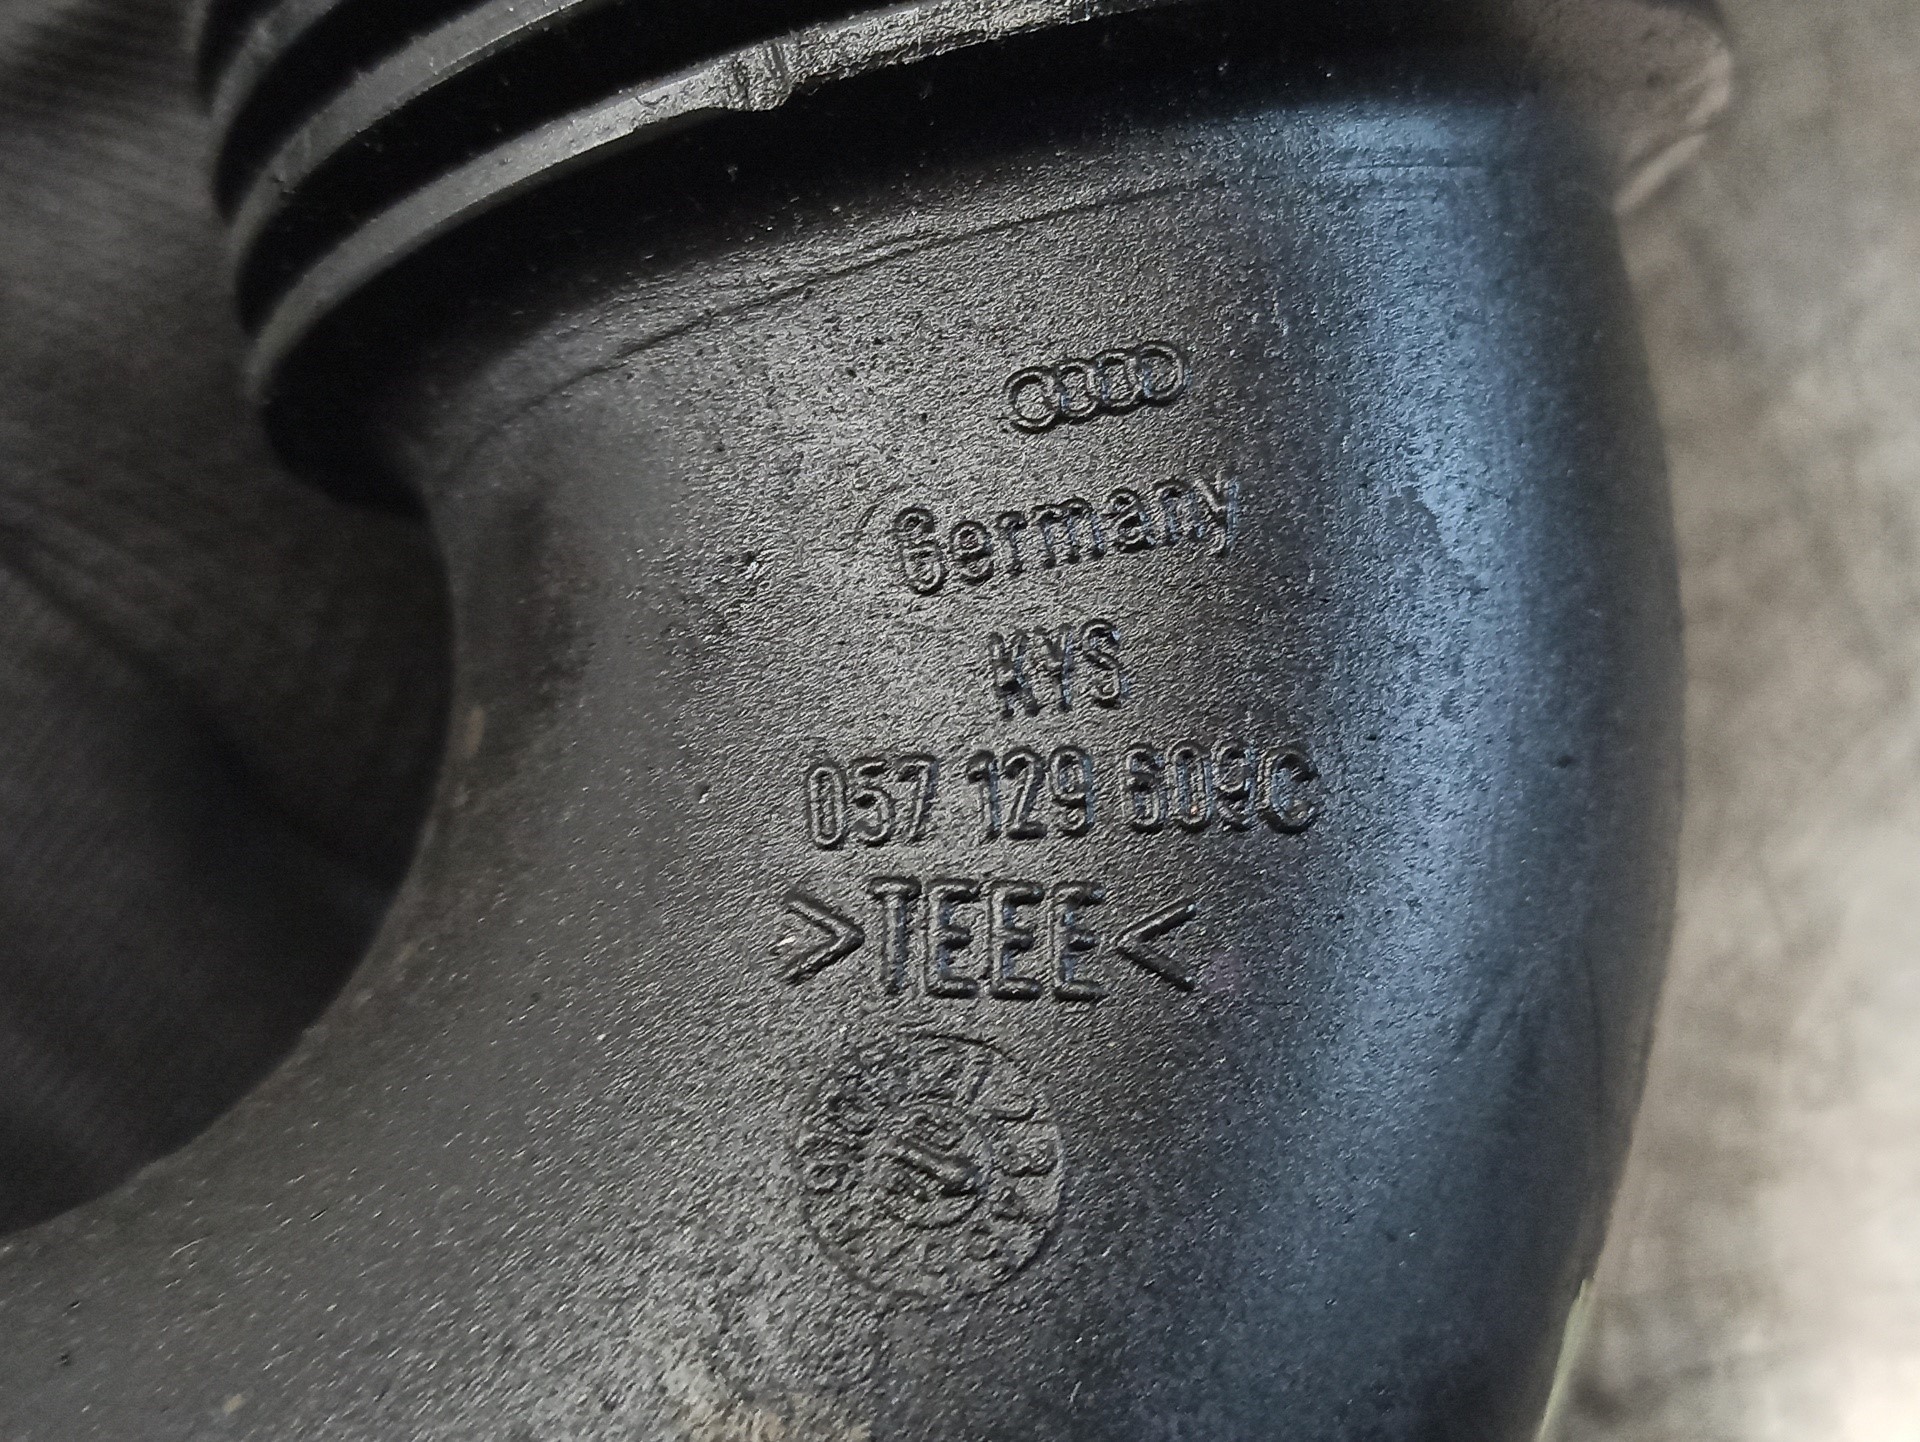 Germany
KYS
057 129 609C
>TEEE<